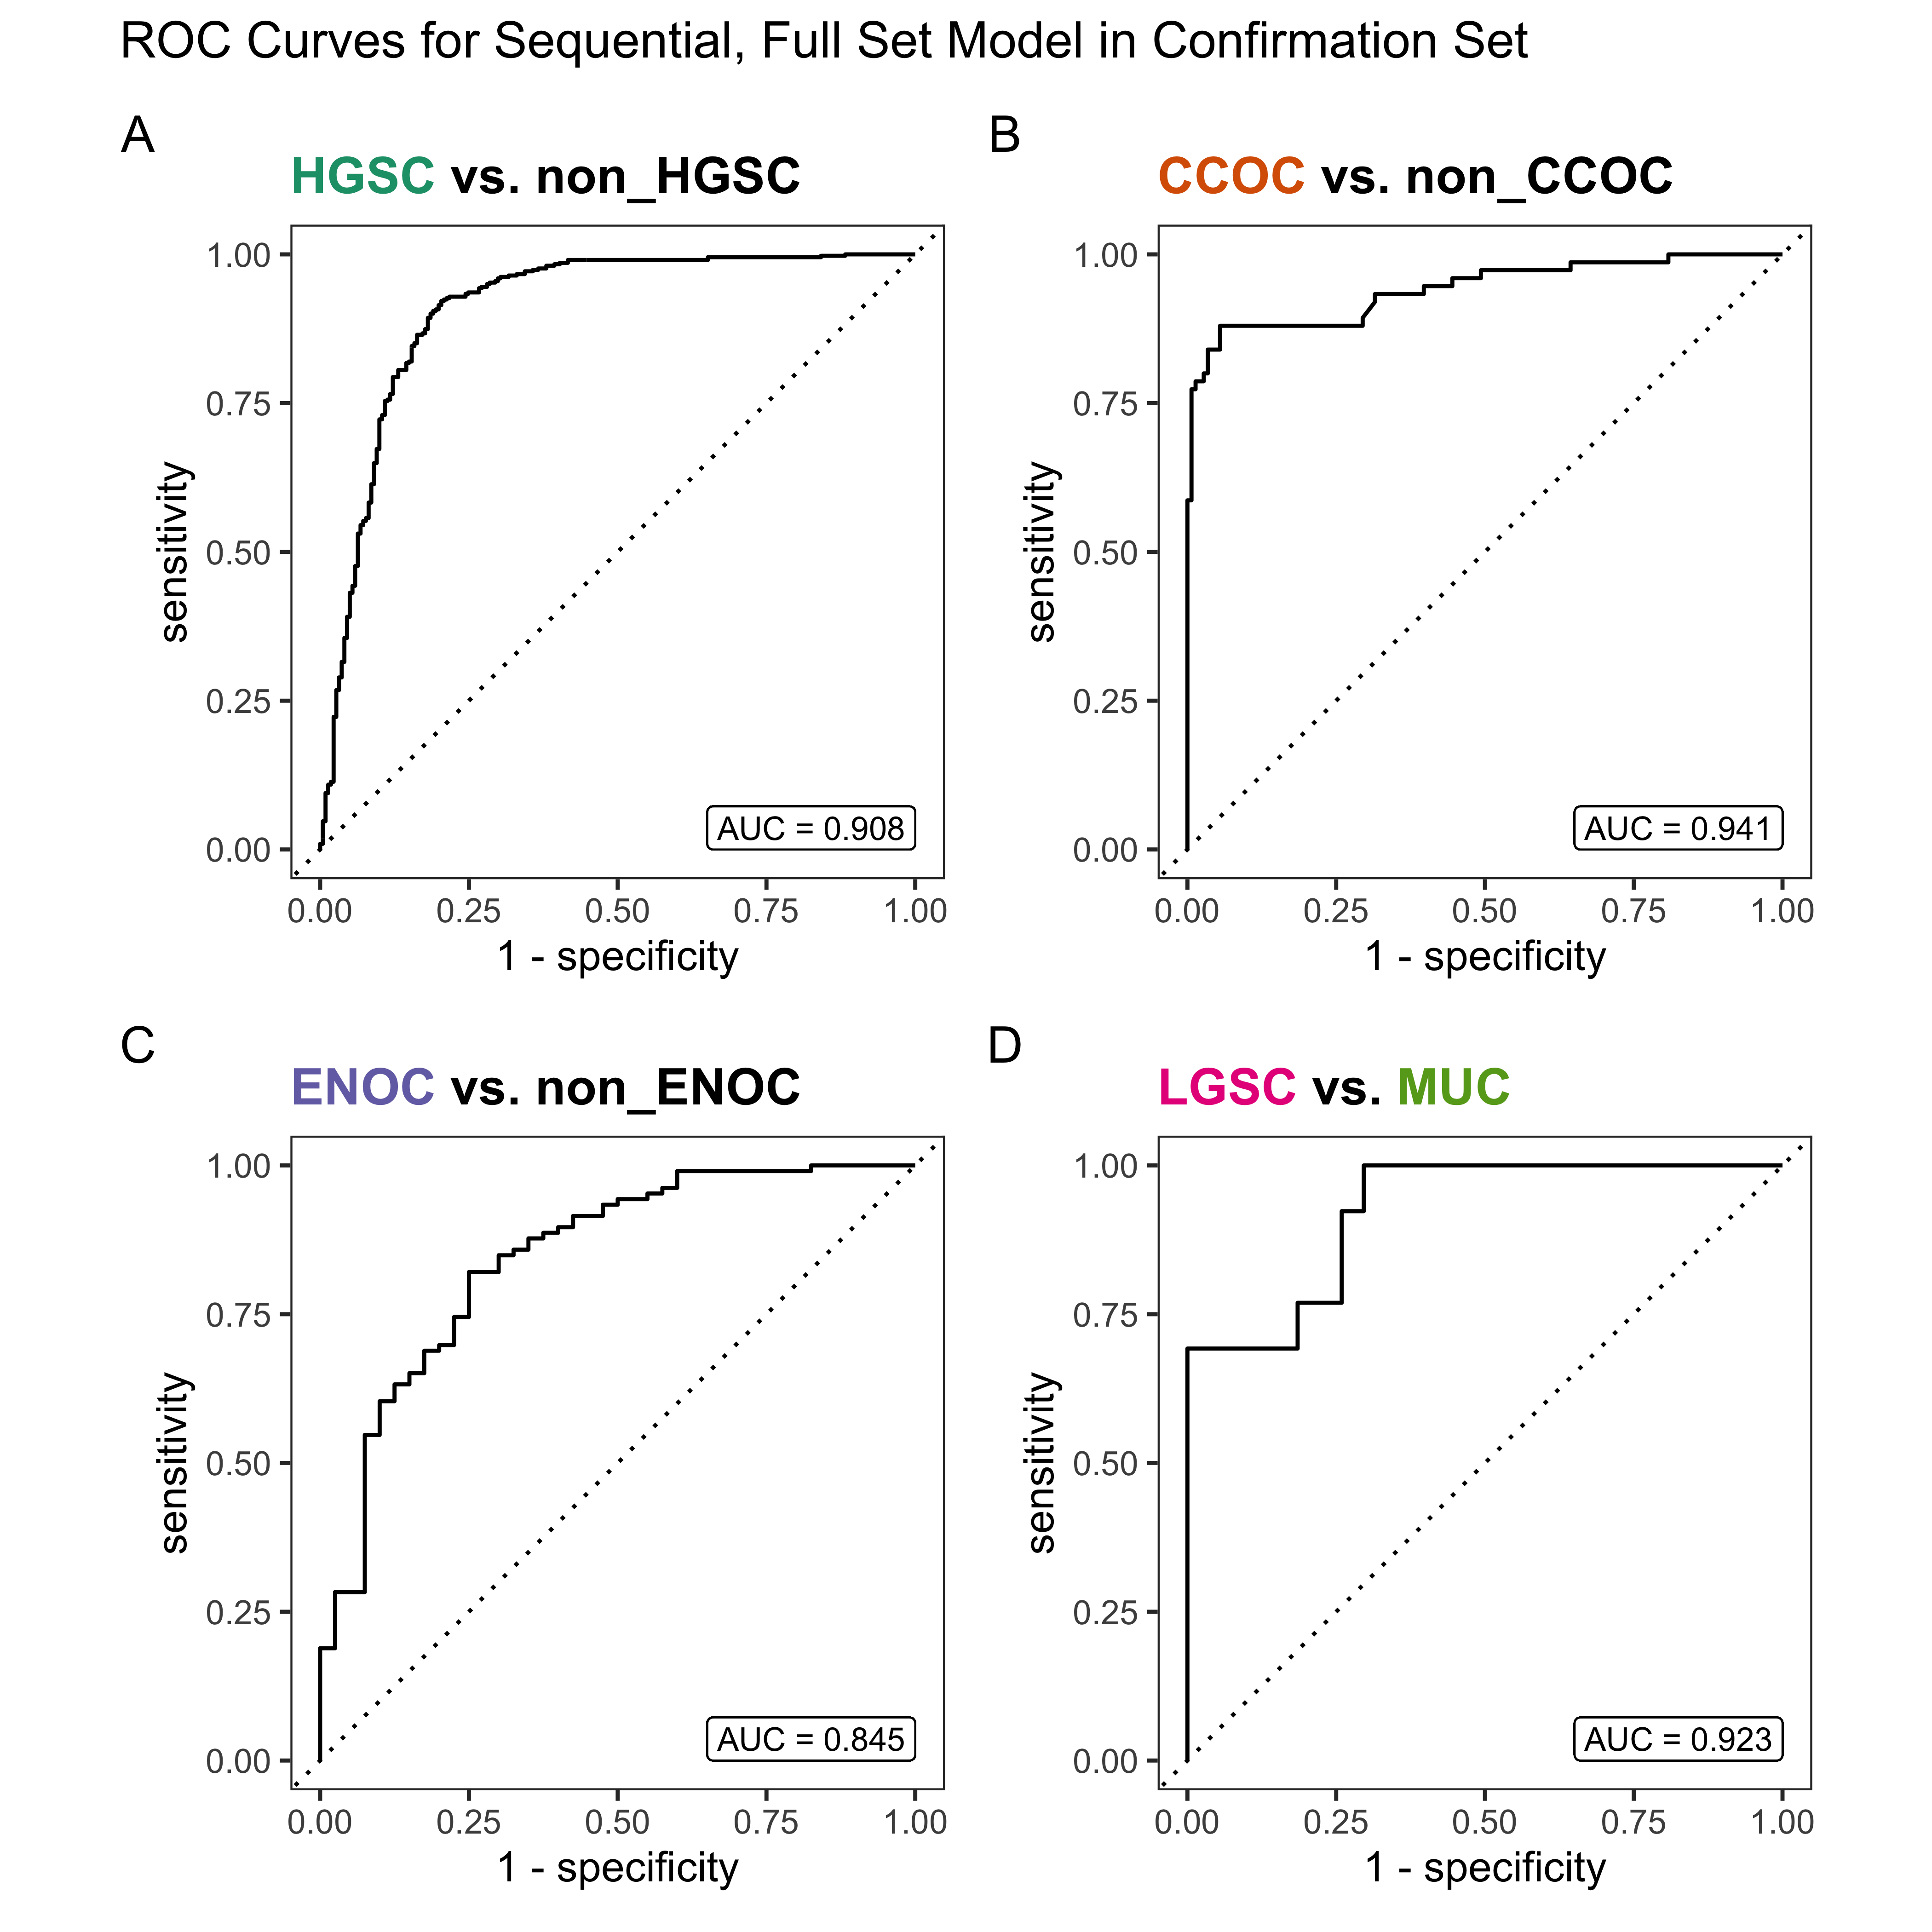 ROC Curves for Sequential, Full Set Model in Confirmation Set
A
HGSC vs. non_HGSC
sensitivity
1.00
0.75
0.50
0.25
0.00
AUC = 0.908
0.00 0.25 0.50 0.75 1.00
1 - specificity
B
CCOC vs. non_CCOC
sensitivity
1.00
0.75
0.50
0.25
0.00
AUC = 0.941
0.00 0.25 0.50 0.75 1.00
1 - specificity
C
ENOC vs. non_ENOC
sensitivity
1.00
0.75
0.50
0.25
0.00
AUC = 0.845
0.00 0.25 0.50 0.75 1.00
1 - specificity
D
LGSC vs. MUC
sensitivity
1.00
0.75
0.50
0.25
0.00
AUC = 0.923
0.00 0.25 0.50 0.75 1.00
1 - specificity